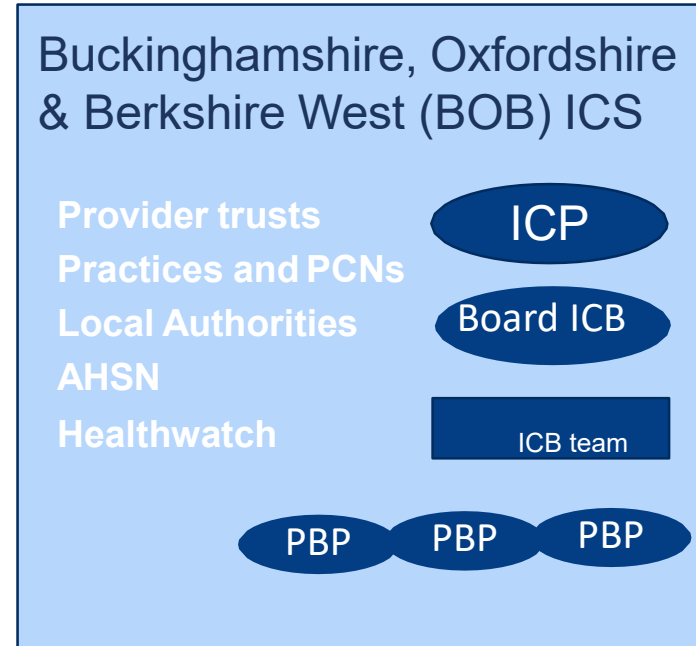 Buckinghamshire, Oxfordshire
& Berkshire West (BOB) ICS
Provider trusts
Practices and PCNs
Local Authorities
AHSN
Healthwatch
ICP
Board ICB
ICB team
PBP
PBP
PBP